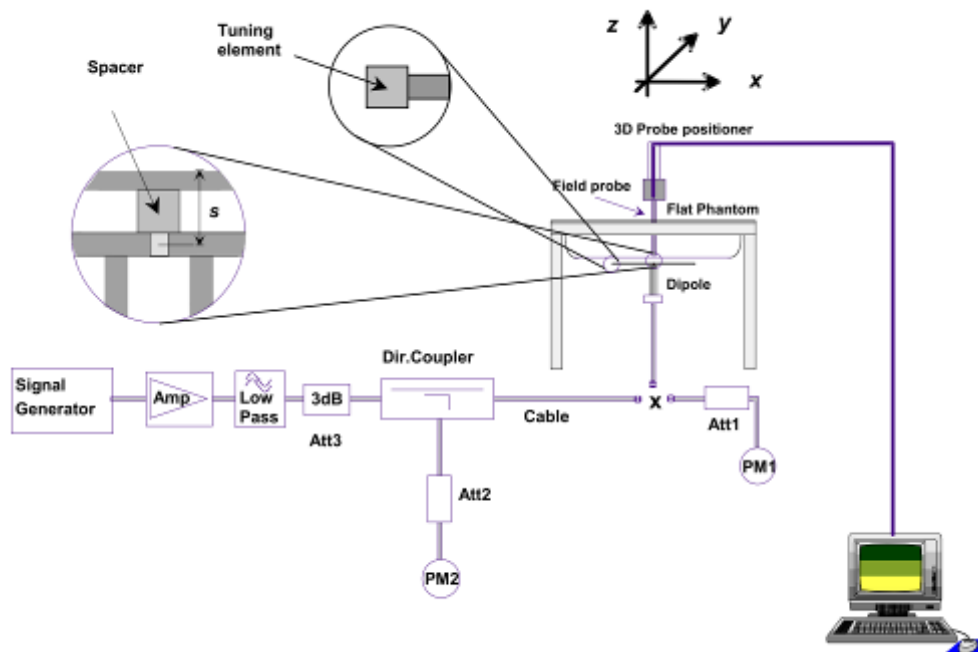 Tuning
element
Spacer
s
z
y
x
3D Probe positioner
Field probe
Flat Phantom
Dipole
Dir.Coupler
Signal
Generator
Amp
Low
Pass
3dB
Att3
Cable
x
Att1
PM1
Att2
PM2